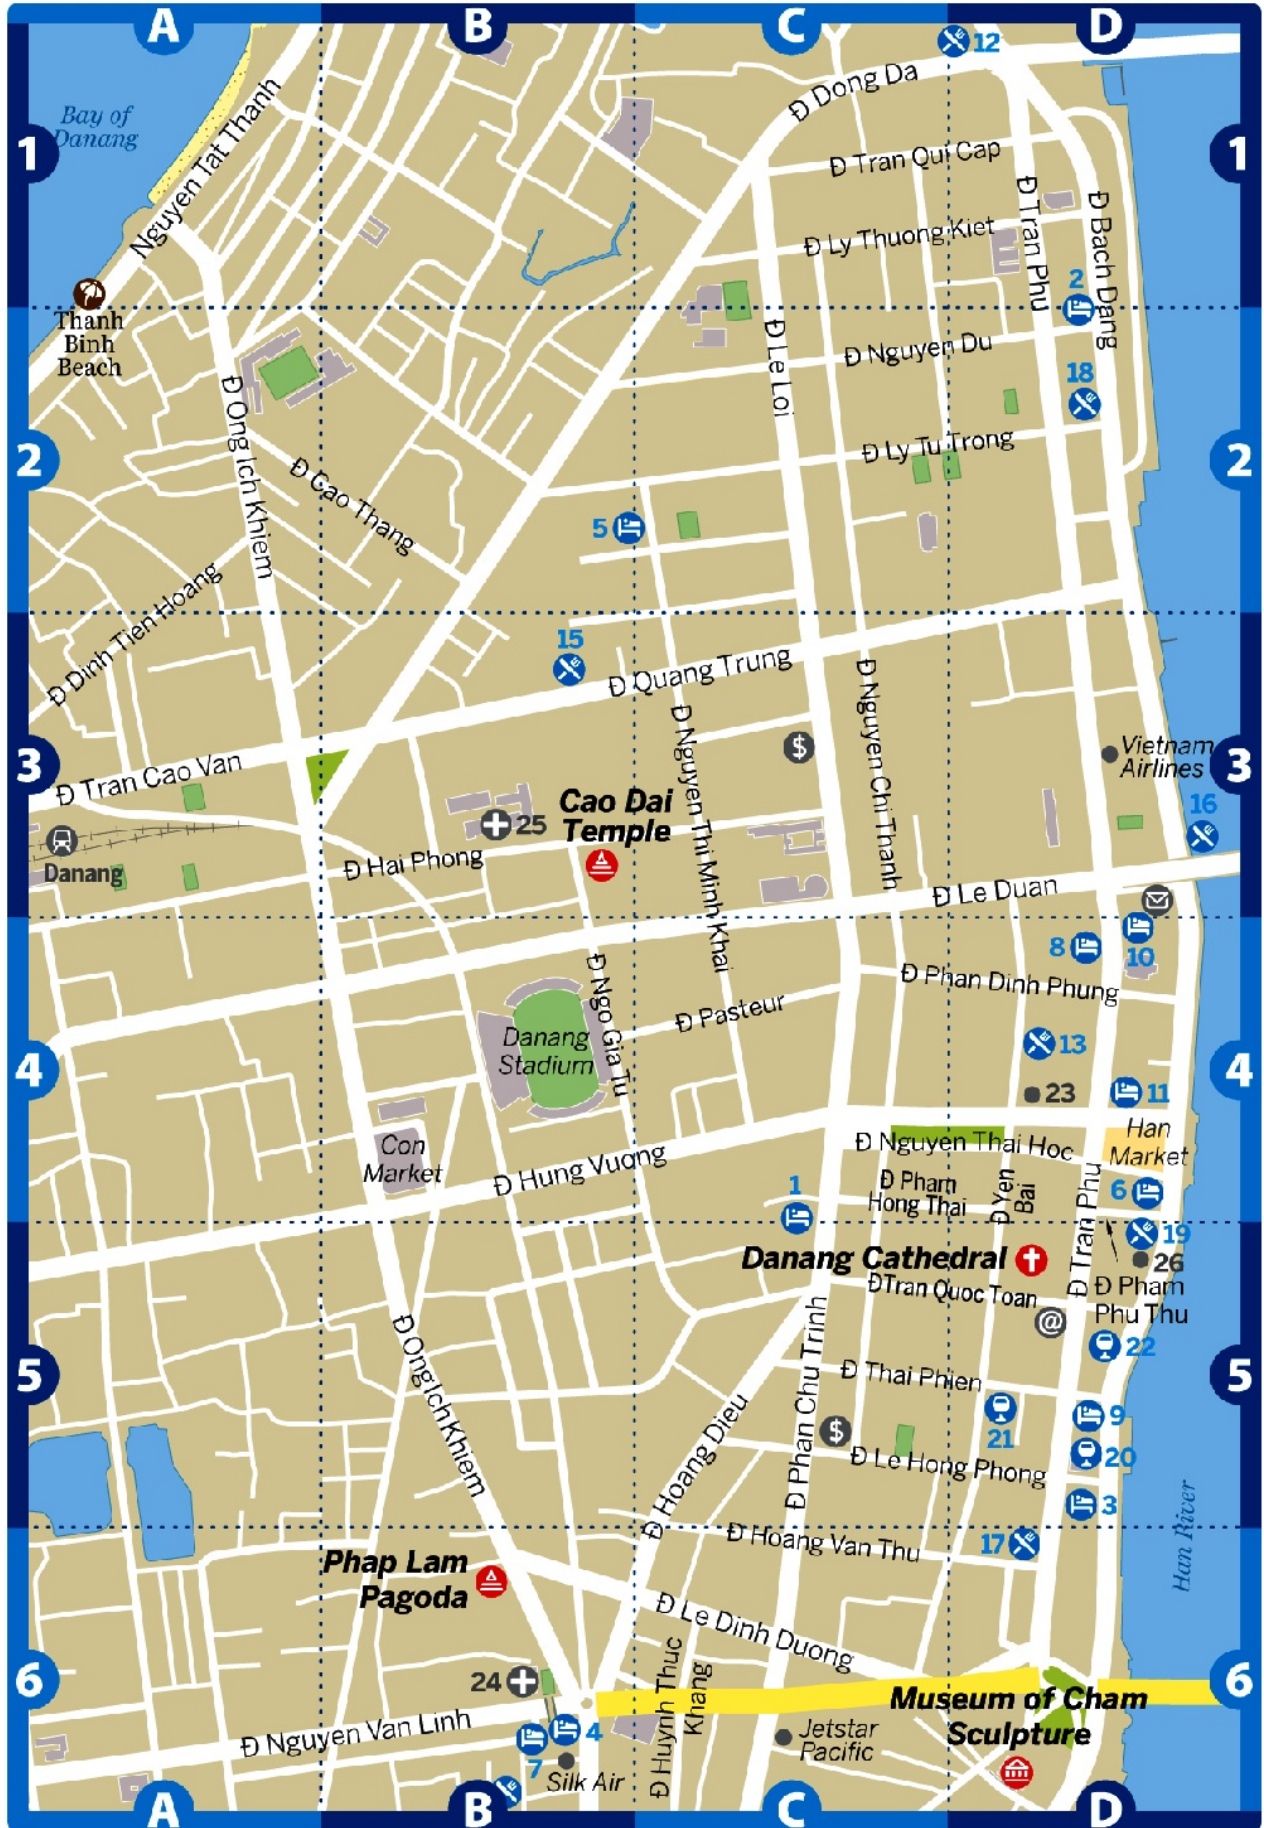 A
B
C
D
12
Bay of
Danang
Đ Dong Da
1
1
Nguyen Tat Thanh
Đ Tran Qui Cap
Đ Tran Phu
Đ Bach Dang
Đ Ly Thuong Kiet
2
Thanh
Binh
Beach
Đ Le Loi
Đ Nguyen Du
18
Đ Ong Ich Khiem
Đ Ly Tu Trong
2
2
Đ Cao Thang
5
Đ Dinh Tien Hoang
15
Đ Quang Trung
Đ Nguyen Thi Minh Khai
Đ Nguyen Chi Thanh
$
Vietnam
Airlines
3
3
Đ Tran Cao Van
16
Cao Dai
Temple
25
Danang
Đ Hai Phong
Đ Le Duan
8
10
Đ Ngo Gia Tu
Đ Phan Dinh Phung
Đ Pasteur
Danang
Stadium
13
4
4
23
11
Con
Market
Đ Nguyen Thai Hoc
Han
Market
Đ Hung Vuong
Đ Pham
Hong Thai
Đ Yen
Bai
Đ Tran Phu
1
6
19
Danang Cathedral
26
Đ Tran Quoc Toan
Đ Pham
Phu Thu
@
22
Đ Ong Ich Khiem
Đ Phan Chu Trinh
5
5
Đ Thai Phien
Đ Hoang Dieu
21
9
$
20
Đ Le Hong Phong
3
Han River
Đ Hoang Van Thu
17
Phap Lam
Pagoda
Đ Le Dinh Duong
6
6
24
Đ Huynh Thuc
Khang
Museum of Cham
Sculpture
Đ Nguyen Van Linh
4
7
Jetstar
Pacific
Silk Air
A
B
C
D